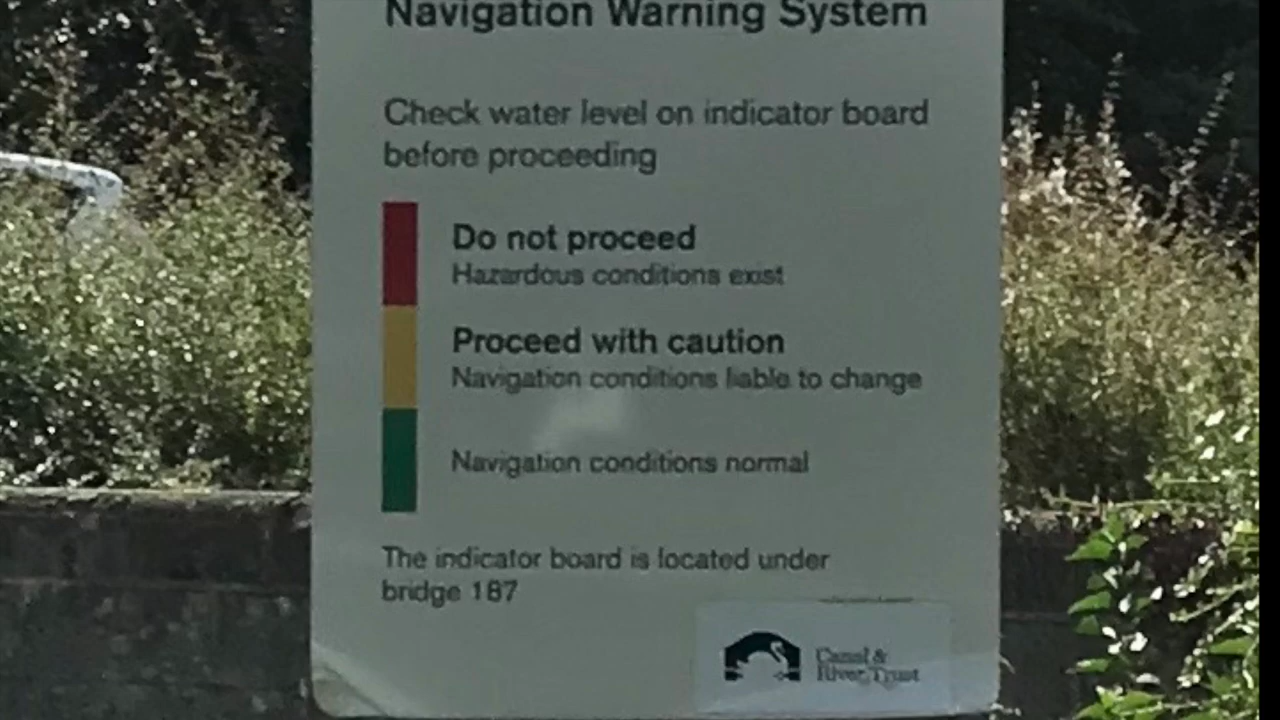 Navigation Warning System
Check water level on indicator board
before proceeding
Do not proceed
Hazardous conditions exist
Proceed with caution
Navigation conditions liable to change
Navigation conditions normal
The indicator board is located under
bridge 187
Canal &
River Trust